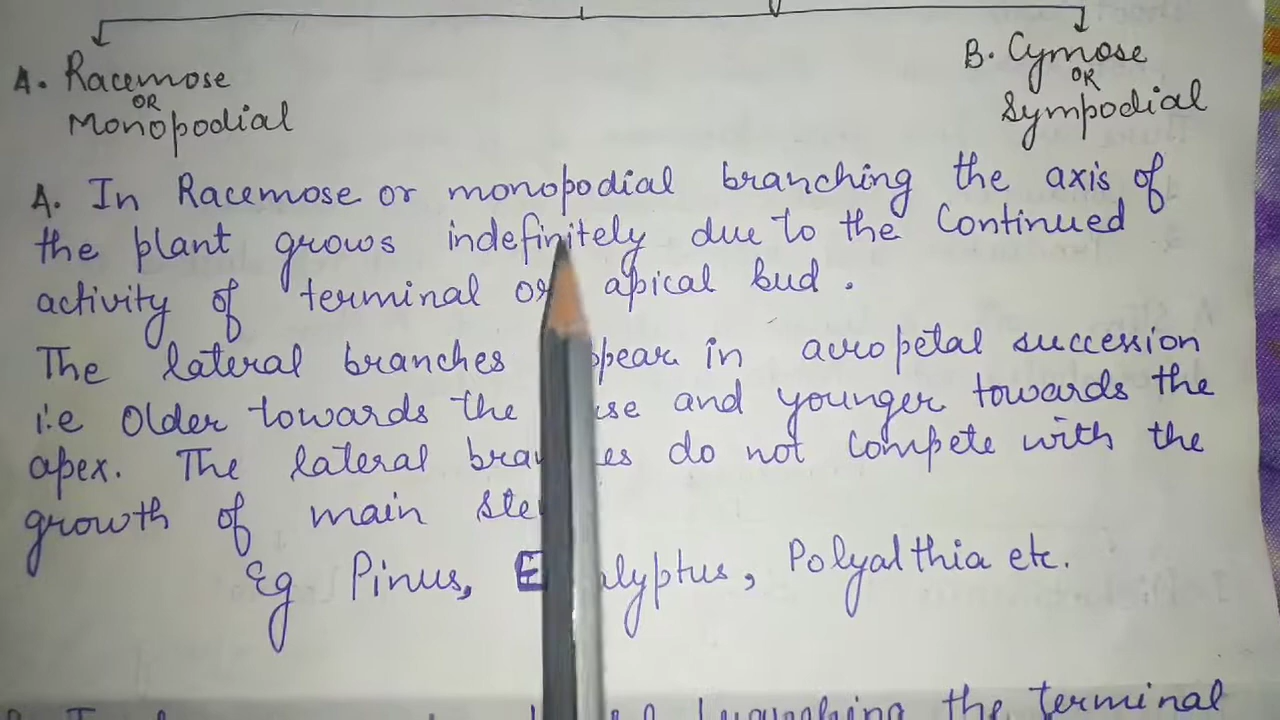 A. Racemose
OR
Monopodial
B. Cymose
OR
Sympodial
A. In Racemose or monopodial branching the axis of
the plant grows indefinitely due to the Continued
activity of terminal or apical bud.
The lateral branches appear in acropetal succession
i.e Older towards the and younger towards the
apex. The lateral branches do not compete with the
growth of main
Eg Pinus, Polyalthia etc.
branching the terminal